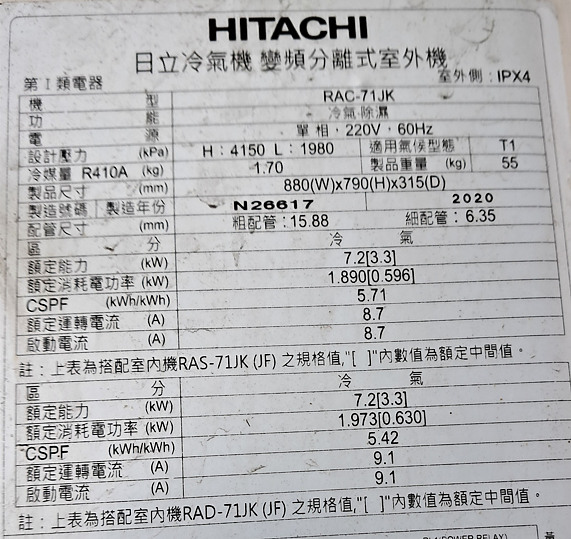 HITACHI
日立冷氣機 變頻分離式室外機
第 I 類電器 室外側：IPX4
機 型 RAC-71JK
功 能 冷氣·除濕
電 源 單相，220V，60Hz
設計壓力 (kPa) H：4150 L：1980 適用氣候型態 T1
冷媒量 R410A (kg) 1.70 製品重量 (kg) 55
製品尺寸 (mm) 880(W)x790(H)x315(D)
製造號碼 製造年份 N26617 2020
配管尺寸 (mm) 粗配管：15.88 細配管：6.35
區 分 冷 氣
額定能力 (kW) 7.2[3.3]
額定消耗電功率 (kW) 1.890[0.596]
CSPF (kWh/kWh) 5.71
額定運轉電流 (A) 8.7
啟動電流 (A) 8.7
註：上表為搭配室內機RAS-71JK (JF) 之規格值,"[ ]"內數值為額定中間值。
區 分 冷 氣
額定能力 (kW) 7.2[3.3]
額定消耗電功率 (kW) 1.973[0.630]
CSPF (kWh/kWh) 5.42
額定運轉電流 (A) 9.1
啟動電流 (A) 9.1
註：上表為搭配室內機RAD-71JK (JF) 之規格值,"[ ]"內數值為額定中間值。